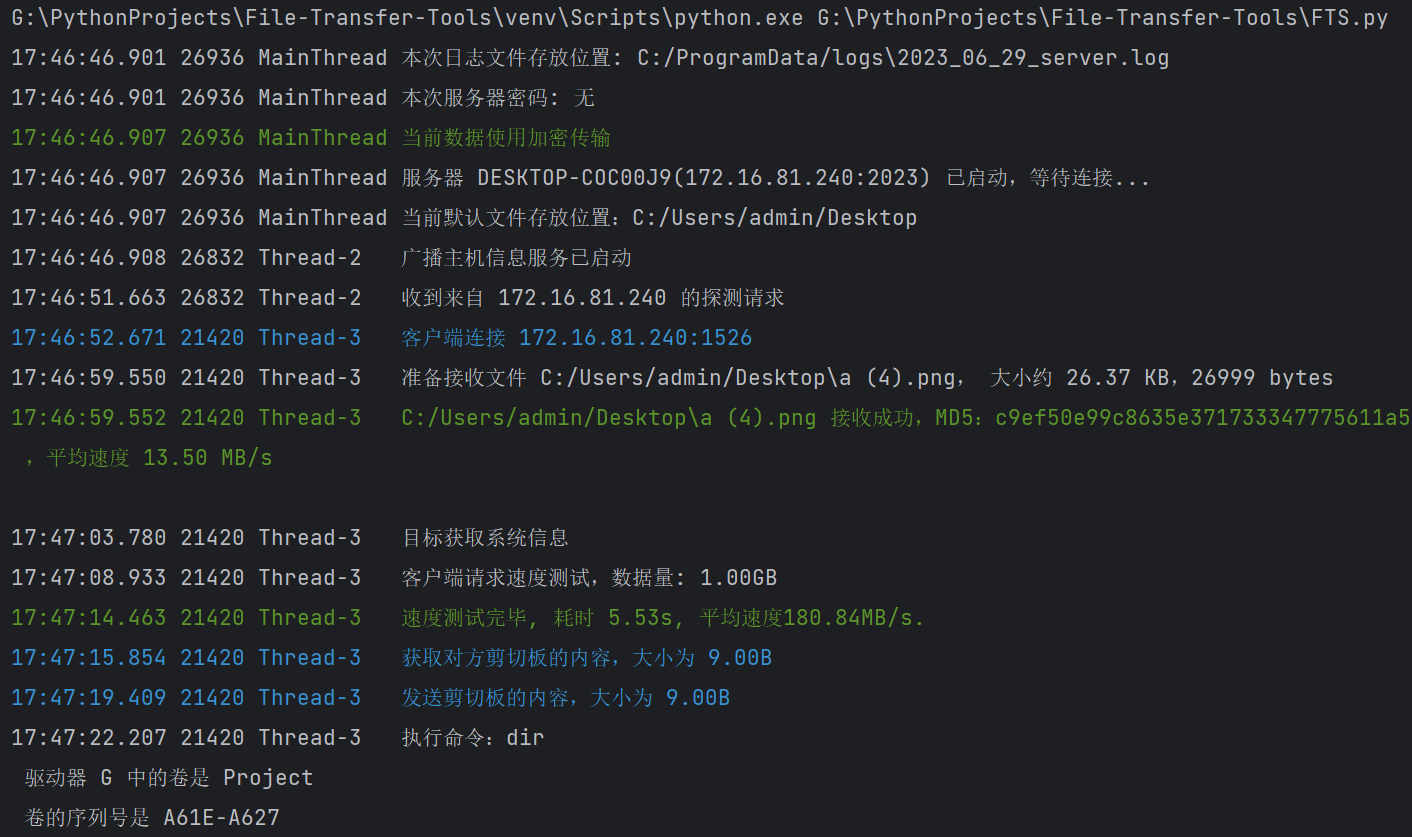 G:\PythonProjects\File-Transfer-Tools\venv\Scripts\python.exe G:\PythonProjects\File-Transfer-Tools\FTS.py
17:46:46.901 26936 MainThread 本次日志文件存放位置: C:/ProgramData/logs\2023_06_29_server.log
17:46:46.901 26936 MainThread 本次服务器密码: 无
17:46:46.907 26936 MainThread 当前数据使用加密传输
17:46:46.907 26936 MainThread 服务器 DESKTOP-COC00J9(172.16.81.240:2023) 已启动，等待连接...
17:46:46.907 26936 MainThread 当前默认文件存放位置：C:/Users/admin/Desktop
17:46:46.908 26832 Thread-2 广播主机信息服务已启动
17:46:51.663 26832 Thread-2 收到来自 172.16.81.240 的探测请求
17:46:52.671 21420 Thread-3 客户端连接 172.16.81.240:1526
17:46:59.550 21420 Thread-3 准备接收文件 C:/Users/admin/Desktop\a (4).png， 大小约 26.37 KB，26999 bytes
17:46:59.552 21420 Thread-3 C:/Users/admin/Desktop\a (4).png 接收成功，MD5：c9ef50e99c8635e371733347775611a5
，平均速度 13.50 MB/s
17:47:03.780 21420 Thread-3 目标获取系统信息
17:47:08.933 21420 Thread-3 客户端请求速度测试，数据量: 1.00GB
17:47:14.463 21420 Thread-3 速度测试完毕, 耗时 5.53s, 平均速度180.84MB/s.
17:47:15.854 21420 Thread-3 获取对方剪切板的内容，大小为 9.00B
17:47:19.409 21420 Thread-3 发送剪切板的内容，大小为 9.00B
17:47:22.207 21420 Thread-3 执行命令：dir
驱动器 G 中的卷是 Project
卷的序列号是 A61E-A627